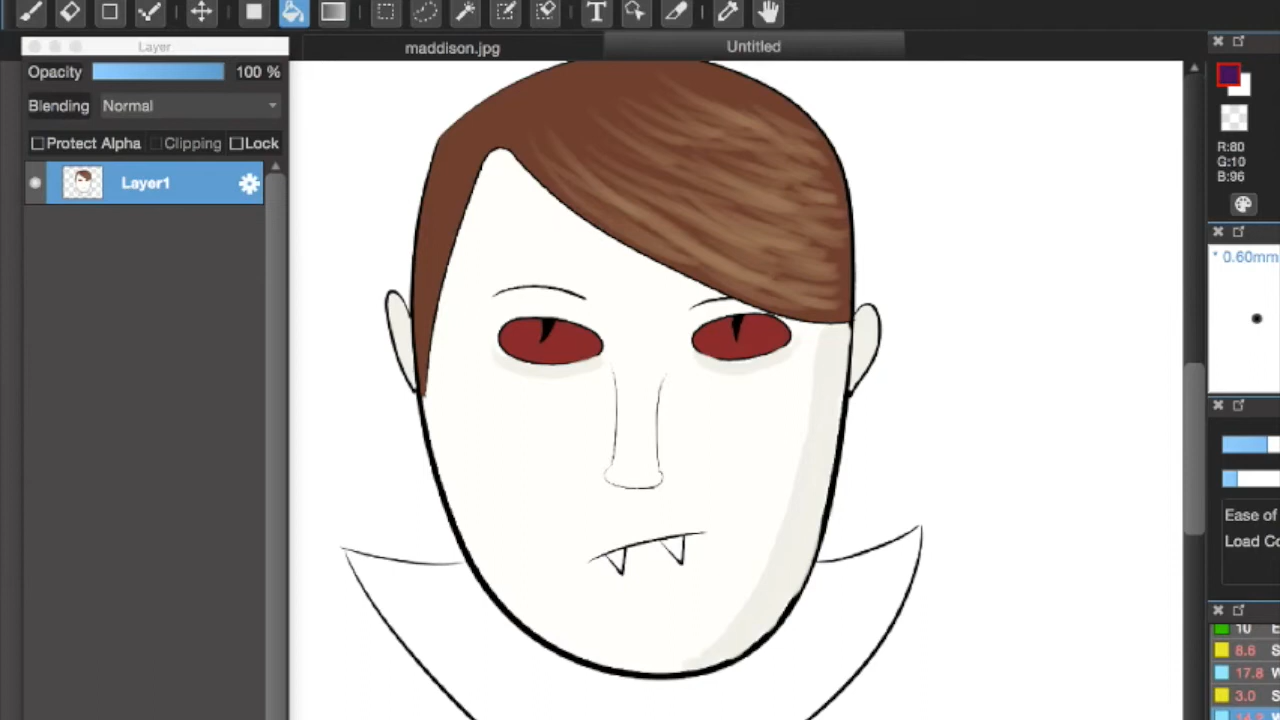 Layer
maddison.jpg
Untitled
Opacity 100 %
Blending Normal
Protect Alpha Clipping Lock
Layer1
R:80
G:10
B:96
* 0.60mm
Ease of
Load Co
10
8.6 S
17.8 W
3.0 S